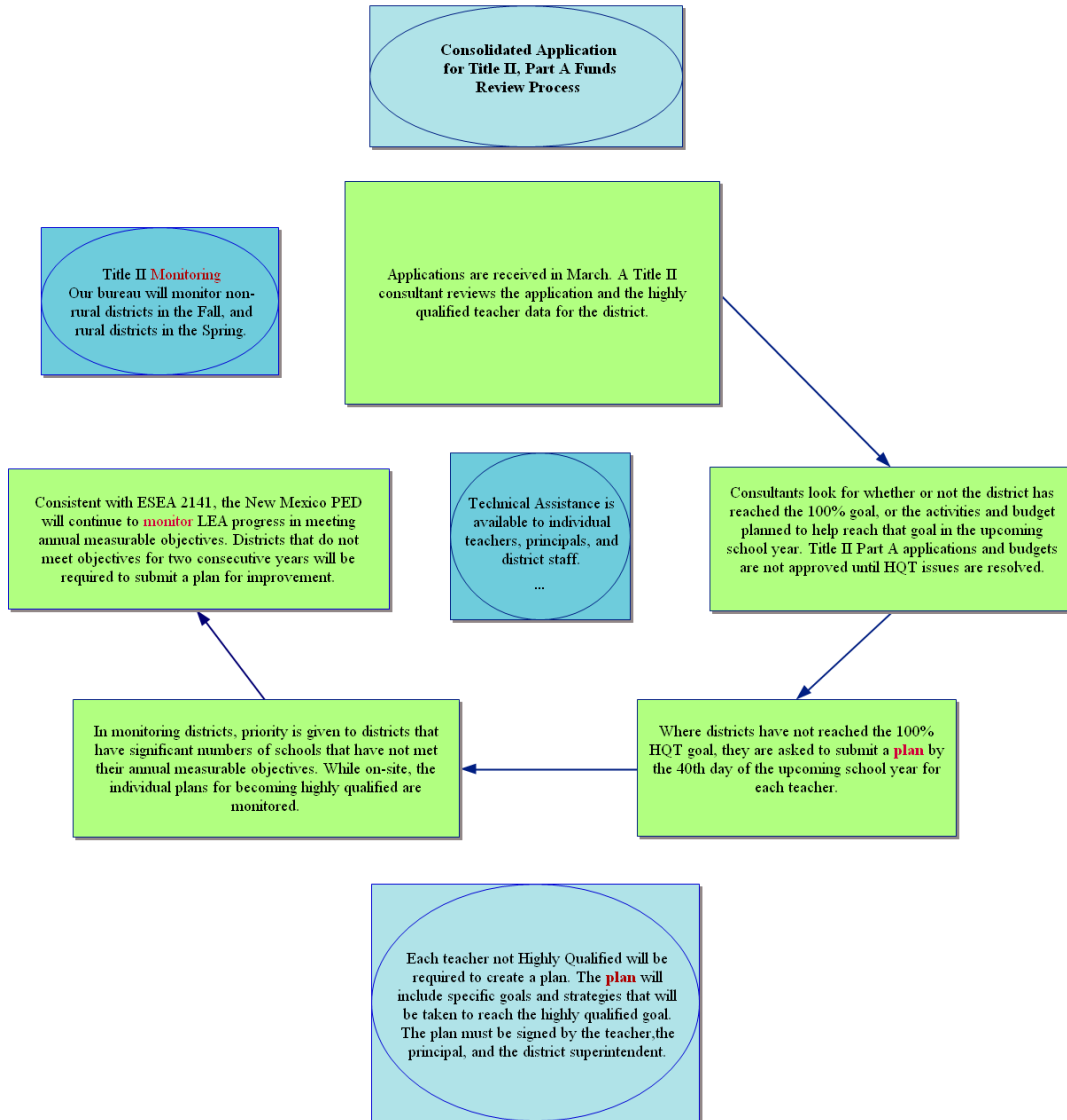 Consolidated Application
for Title II, Part A Funds
Review Process
Applications are received in March. A Title II
consultant reviews the application and the highly
qualified teacher data for the district.
Title II Monitoring
Our bureau will monitor non-
rural districts in the Fall, and
rural districts in the Spring.
Consistent with ESEA 2141, the New Mexico PED
will continue to monitor LEA progress in meeting
annual measurable objectives. Districts that do not
meet objectives for two consecutive years will be
required to submit a plan for improvement.
Technical Assistance is
available to individual
teachers, principals, and
district staff.
...
Consultants look for whether or not the district has
reached the 100% goal, or the activities and budget
planned to help reach that goal in the upcoming
school year. Title II Part A applications and budgets
are not approved until HQT issues are resolved.
In monitoring districts, priority is given to districts that
have significant numbers of schools that have not met
their annual measurable objectives. While on-site, the
individual plans for becoming highly qualified are
monitored.
Where districts have not reached the 100%
HQT goal, they are asked to submit a plan by
the 40th day of the upcoming school year for
each teacher.
Each teacher not Highly Qualified will be
required to create a plan. The plan will
include specific goals and strategies that will
be taken to reach the highly qualified goal.
The plan must be signed by the teacher,the
principal, and the district superintendent.